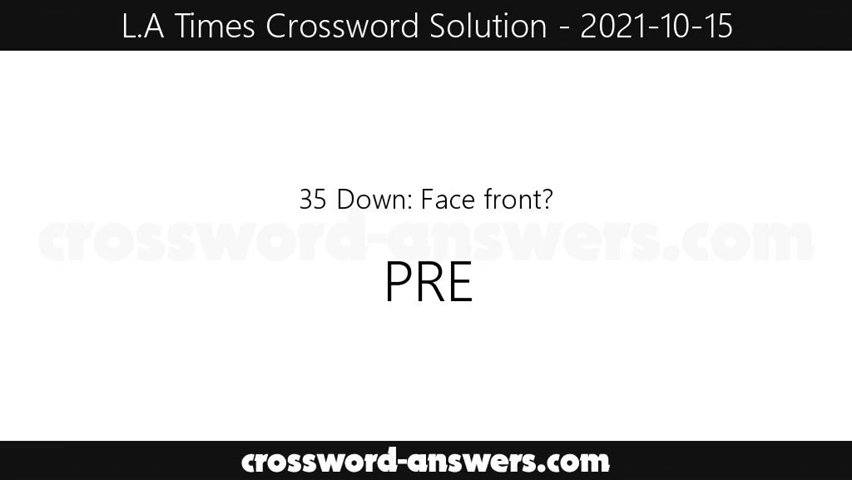 L.A Times Crossword Solution - 2021-10-15
35 Down: Face front?
crossword-answers.com
PRE
crossword-answers.com